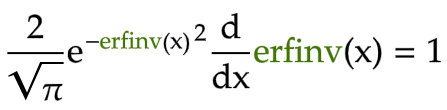 2/√π e^(-erfinv(x)^2) d/dx erfinv(x) = 1